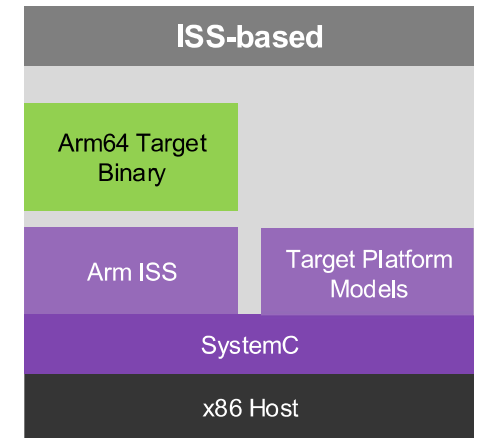 ISS-based
Arm64 Target
Binary
Arm ISS
Target Platform
Models
SystemC
x86 Host